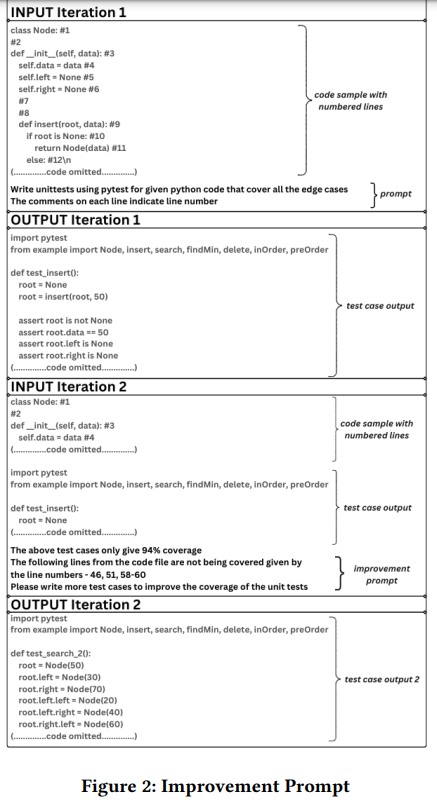 INPUT Iteration 1
class Node: #1
#2
def __init__(self, data): #3
self.data = data #4
self.left = None #5
self.right = None #6
#7
#8
def insert(root, data): #9
if root is None: #10
return Node(data) #11
else: #12\n
(..............code omitted.............)
code sample with
numbered lines
Write unittests using pytest for given python code that cover all the edge cases
The comments on each line indicate line number
prompt
OUTPUT Iteration 1
import pytest
from example import Node, insert, search, findMin, delete, inOrder, preOrder
def test_insert():
root = None
root = insert(root, 50)
assert root is not None
assert root.data == 50
assert root.left is None
assert root.right is None
(..............code omitted.............)
test case output
INPUT Iteration 2
class Node: #1
#2
def __init__(self, data): #3
self.data = data #4
(..............code omitted.............)
code sample with
numbered lines
import pytest
from example import Node, insert, search, findMin, delete, inOrder, preOrder
def test_insert():
root = None
(..............code omitted.............)
test case output
The above test cases only give 94% coverage
The following lines from the code file are not being covered given by
the line numbers - 46, 51, 58-60
Please write more test cases to improve the coverage of the unit tests
improvement
prompt
OUTPUT Iteration 2
import pytest
from example import Node, insert, search, findMin, delete, inOrder, preOrder
def test_search_2():
root = Node(50)
root.left = Node(30)
root.right = Node(70)
root.left.left = Node(20)
root.left.right = Node(40)
root.right.left = Node(60)
(..............code omitted.............)
test case output 2
Figure 2: Improvement Prompt